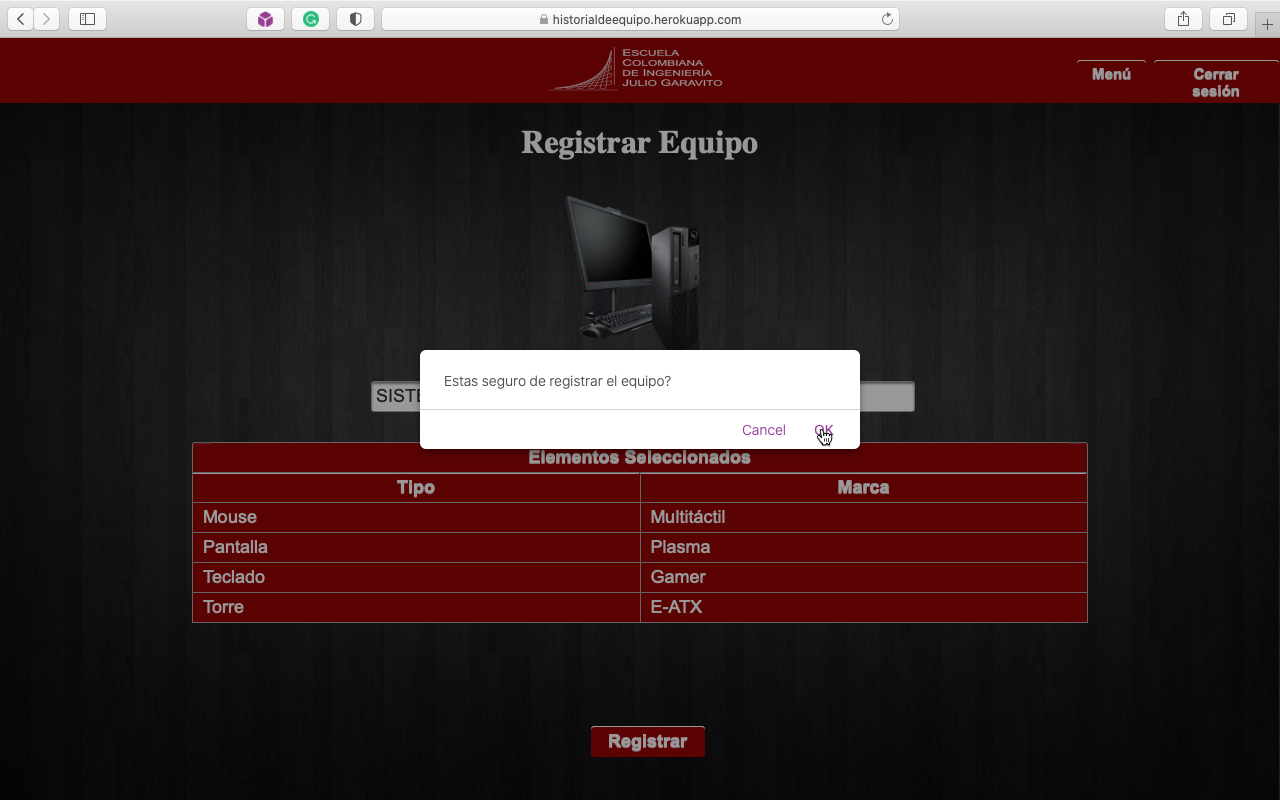 historialdeequipo.herokuapp.com
ESCUELA
COLOMBIANA
DE INGENIERÍA
JULIO GARAVITO
Menú
Cerrar
sesión
Registrar Equipo
Estas seguro de registrar el equipo?
Cancel
OK
Elementos Seleccionados
Tipo
Marca
Mouse
Multitáctil
Pantalla
Plasma
Teclado
Gamer
Torre
E-ATX
Registrar